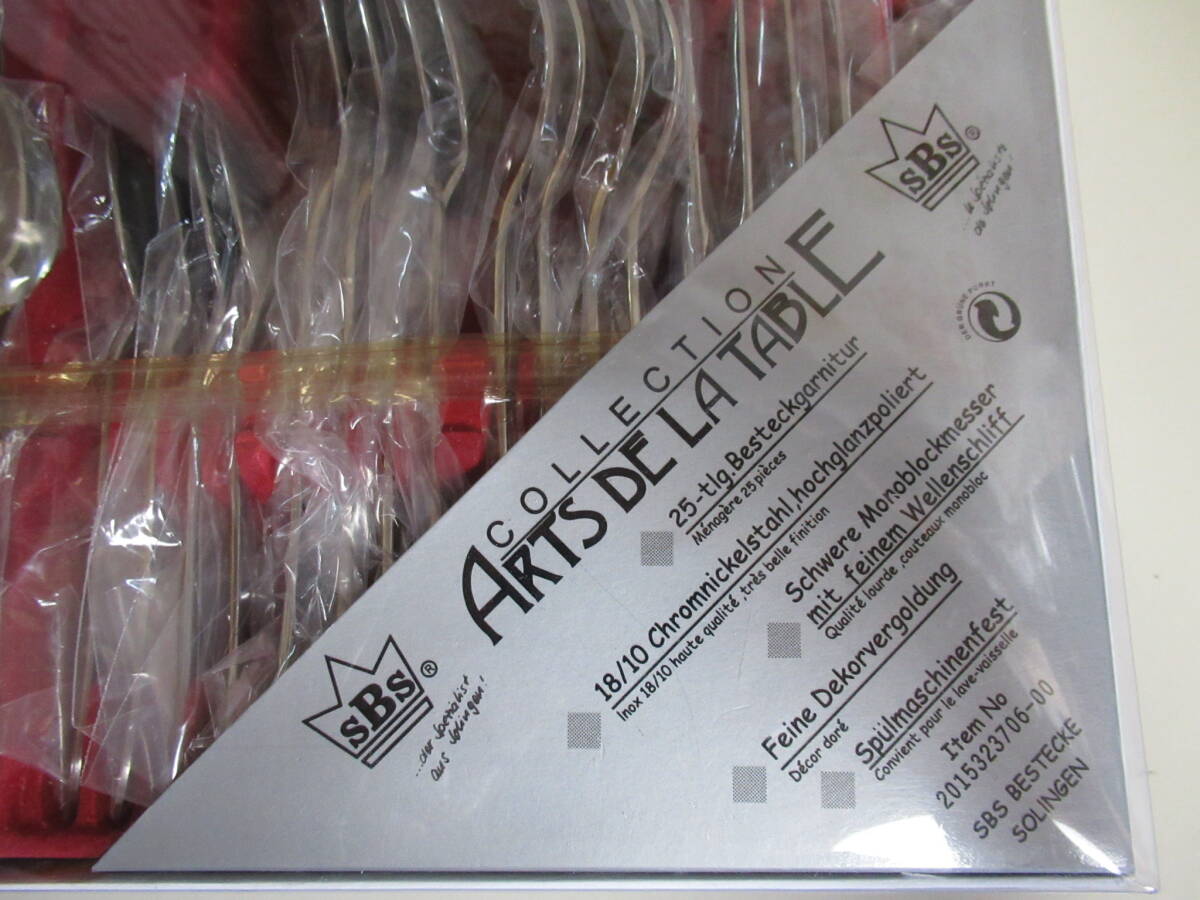 SBS®
...der Spezialist
aus Solingen!
DER GRÜNE PUNKT
COLLECTION
ARTS DE LA TABLE
25-tlg.Besteckgarnitur
Ménagère 25 pièces
18/10 Chromnickelstahl,hochglanzpoliert
Inox 18/10 haute qualité ,très belle finition
Schwere Monoblockmesser
mit feinem Wellenschliff
Qualité lourde ,couteaux monobloc
Feine Dekorvergoldung
Décor doré
Spülmaschinenfest
Convient pour le lave-vaisselle
Item No
2015323706-00
SBS BESTECKE
SOLINGEN
SBS®
...der Spezialist
aus Solingen!